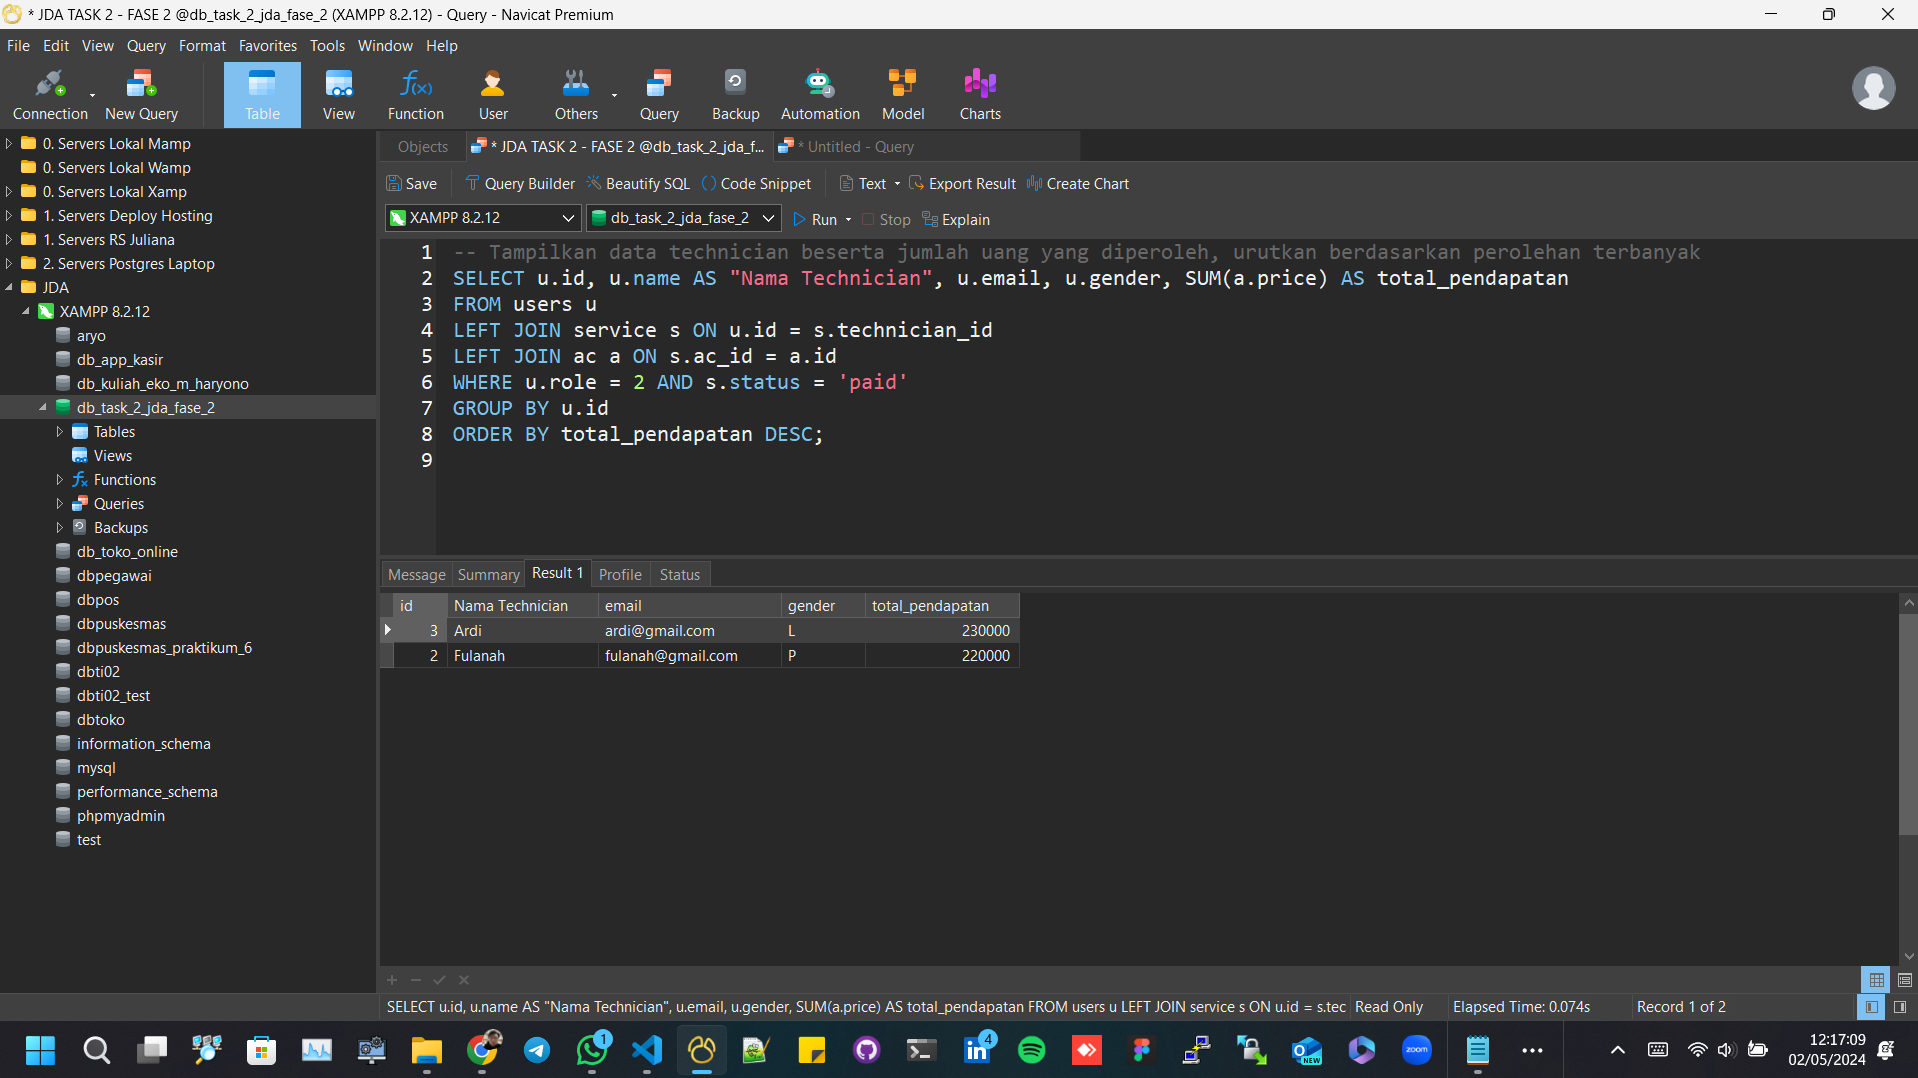 * JDA TASK 2 - FASE 2 @db_task_2_jda_fase_2 (XAMPP 8.2.12) - Query - Navicat Premium
File Edit View Query Format Favorites Tools Window Help
Connection New Query Table View Function User Others Query Backup Automation Model Charts
0. Servers Lokal Mamp
0. Servers Lokal Wamp
0. Servers Lokal Xamp
1. Servers Deploy Hosting
1. Servers RS Juliana
2. Servers Postgres Laptop
JDA
XAMPP 8.2.12
aryo
db_app_kasir
db_kuliah_eko_m_haryono
db_task_2_jda_fase_2
Tables
Views
Functions
Queries
Backups
db_toko_online
dbpegawai
dbpos
dbpuskesmas
dbpuskesmas_praktikum_6
dbti02
dbti02_test
dbtoko
information_schema
mysql
performance_schema
phpmyadmin
test
Objects * JDA TASK 2 - FASE 2 @db_task_2_jda_f... * Untitled - Query
Save Query Builder Beautify SQL Code Snippet Text Export Result Create Chart
XAMPP 8.2.12 db_task_2_jda_fase_2 Run Stop Explain
1 -- Tampilkan data technician beserta jumlah uang yang diperoleh, urutkan berdasarkan perolehan terbanyak
2 SELECT u.id, u.name AS "Nama Technician", u.email, u.gender, SUM(a.price) AS total_pendapatan
3 FROM users u
4 LEFT JOIN service s ON u.id = s.technician_id
5 LEFT JOIN ac a ON s.ac_id = a.id
6 WHERE u.role = 2 AND s.status = 'paid'
7 GROUP BY u.id
8 ORDER BY total_pendapatan DESC;
9
Message Summary Result 1 Profile Status
id Nama Technician email gender total_pendapatan
3 Ardi ardi@gmail.com L 230000
2 Fulanah fulanah@gmail.com P 220000
SELECT u.id, u.name AS "Nama Technician", u.email, u.gender, SUM(a.price) AS total_pendapatan FROM users u LEFT JOIN service s ON u.id = s.tec Read Only Elapsed Time: 0.074s Record 1 of 2
1 4 NEW zoom
12:17:09
02/05/2024